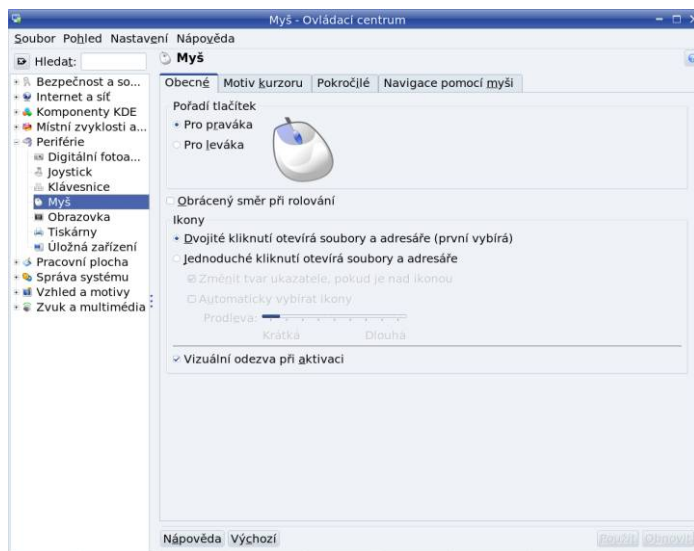 Myš - Ovládací centrum
Soubor Pohled Nastavení Nápověda
Hledat:
Bezpečnost a so...
Internet a síť
Komponenty KDE
Místní zvyklosti a...
Periférie
Digitální fotoa...
Joystick
Klávesnice
Myš
Obrazovka
Tiskárny
Úložná zařízení
Pracovní plocha
Správa systému
Vzhled a motivy
Zvuk a multimédia
Myš
Obecné Motiv kurzoru Pokročilé Navigace pomocí myši
Pořadí tlačítek
Pro praváka
Pro leváka
Obrácený směr při rolování
Ikony
Dvojité kliknutí otevírá soubory a adresáře (první vybírá)
Jednoduché kliknutí otevírá soubory a adresáře
Změnit tvar ukazatele, pokud je nad ikonou
Automaticky vybírat ikony
Prodleva:
Krátká Dlouhá
Vizuální odezva při aktivaci
Nápověda Výchozí Použít Obnovit